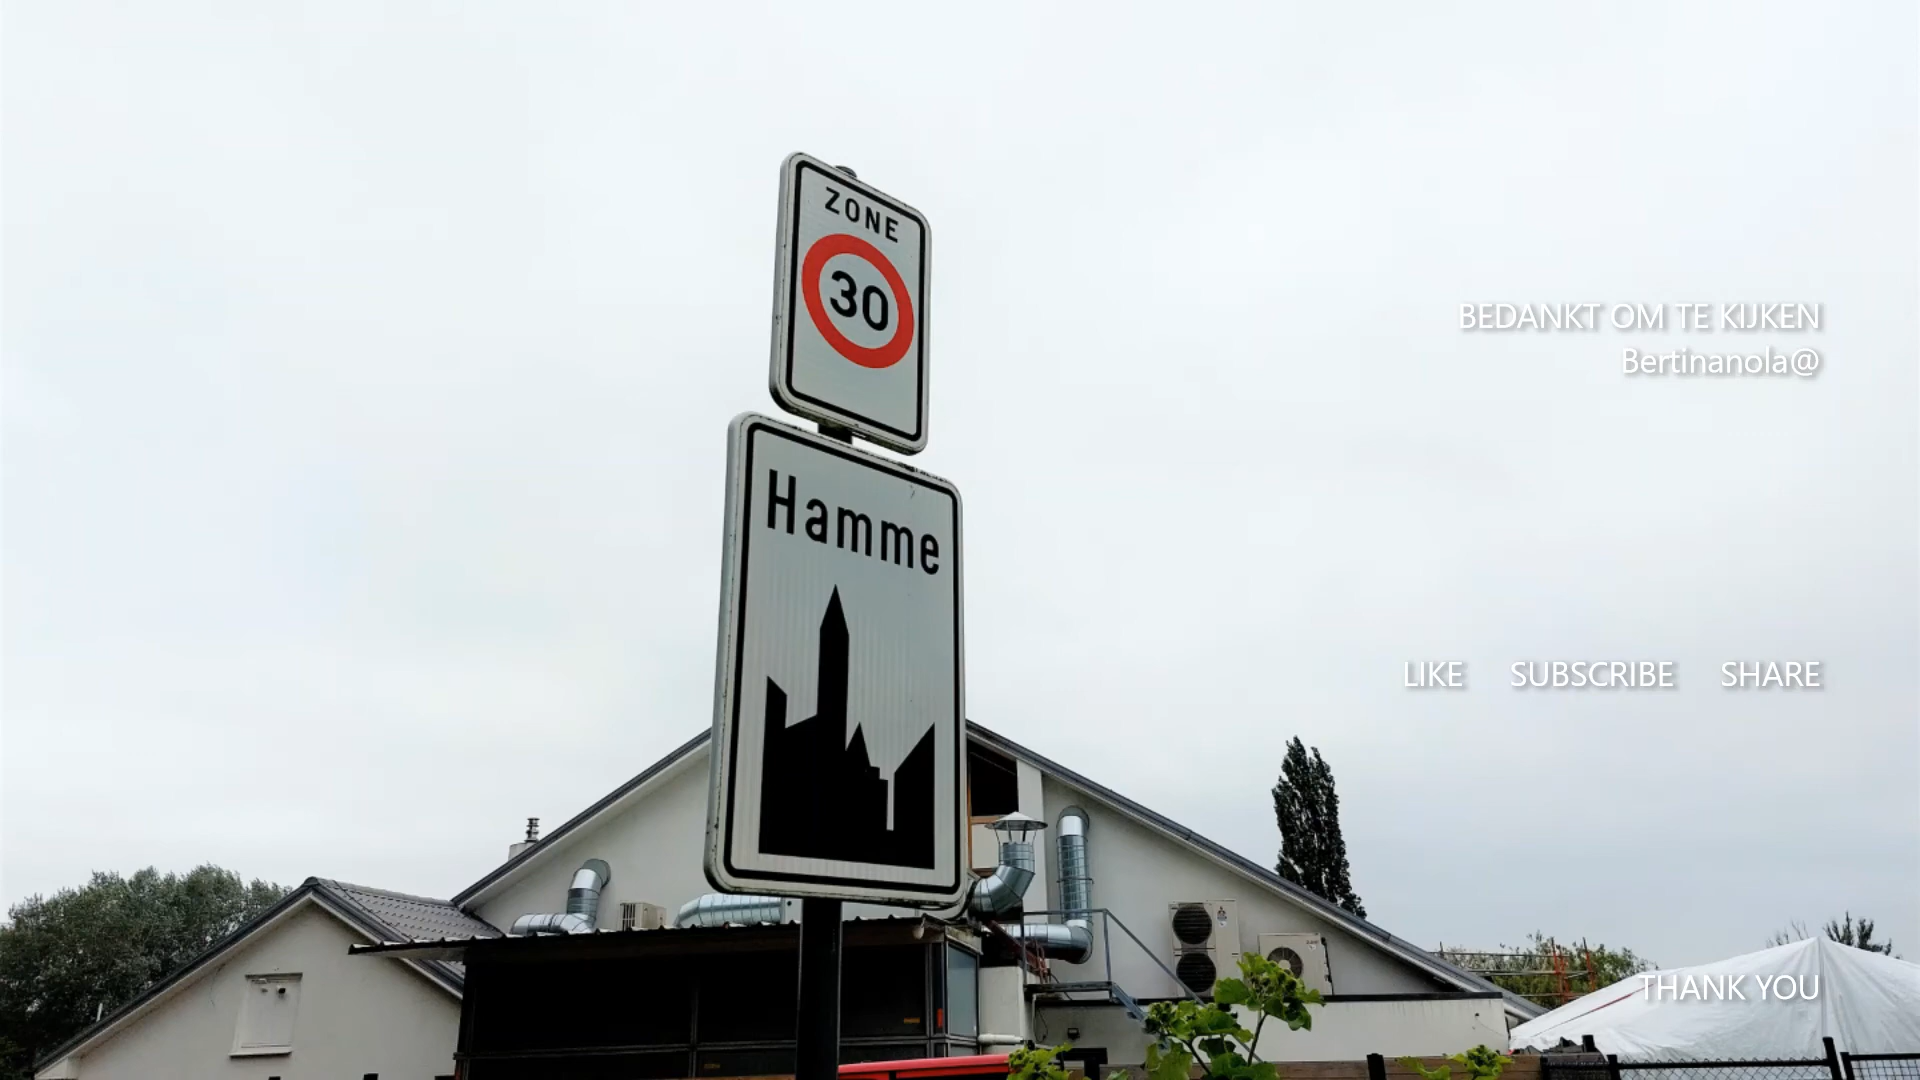 ZONE
30
Hamme
BEDANKT OM TE KIJKEN
Bertinanola@
LIKE SUBSCRIBE SHARE
THANK YOU